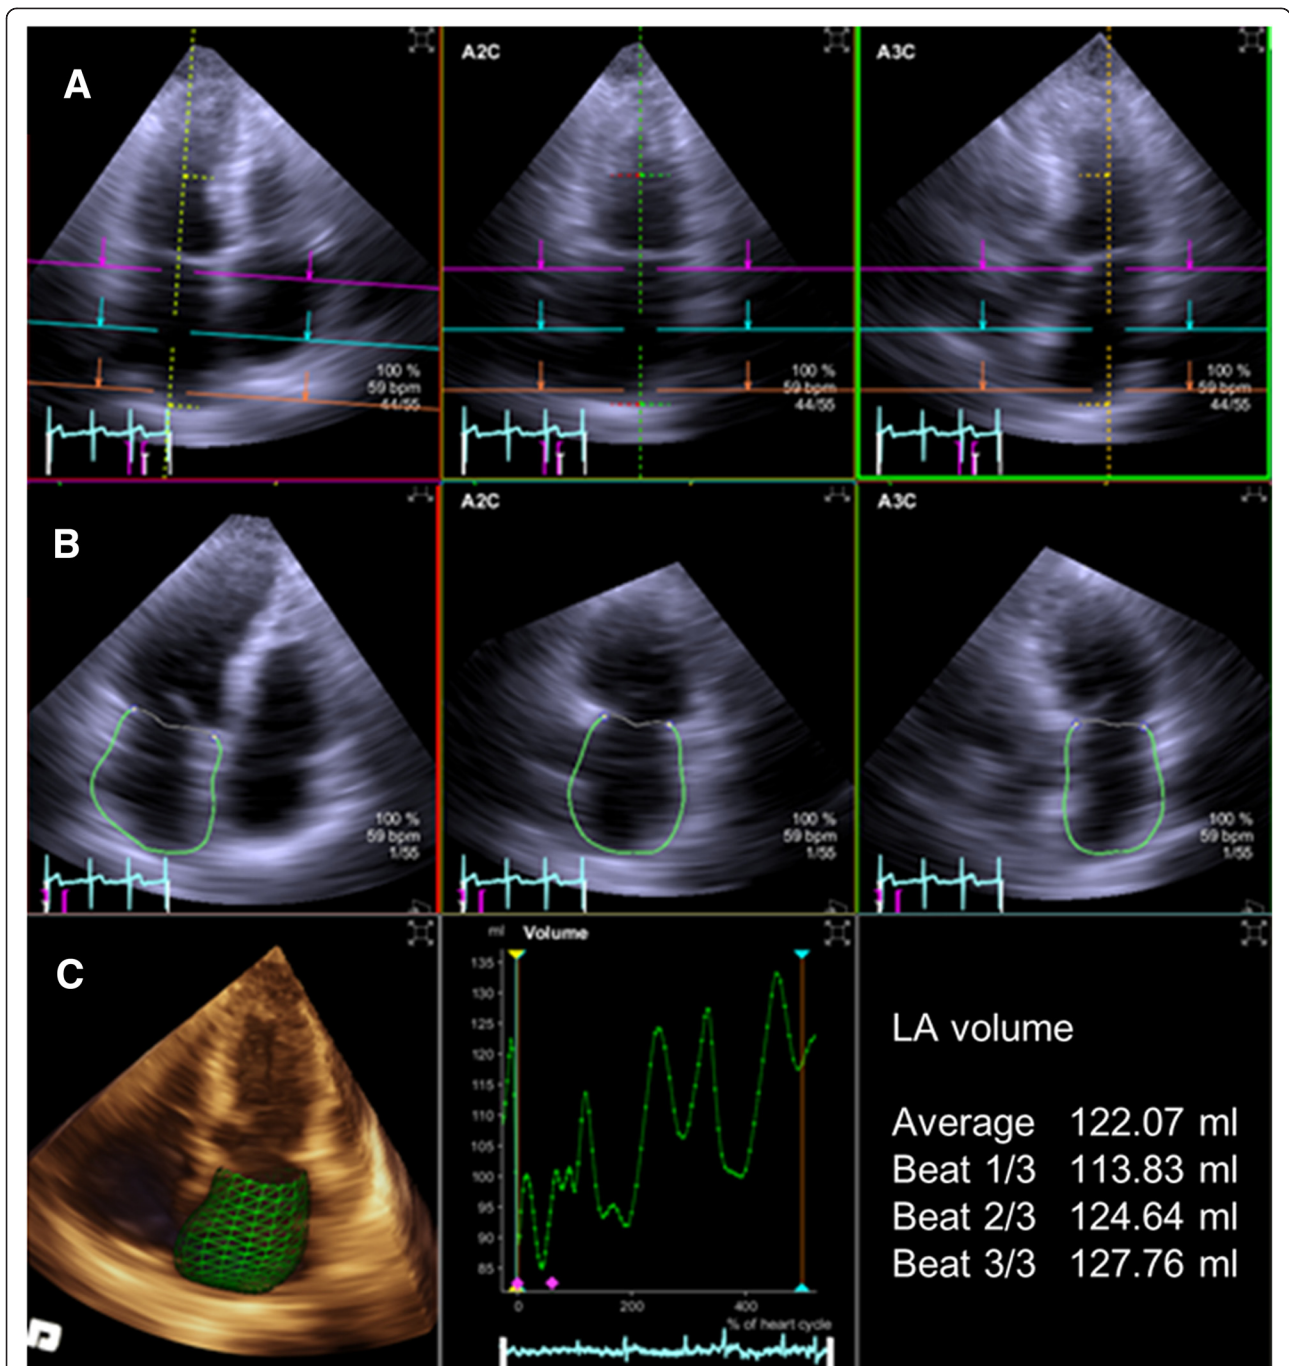 A
A2C
A3C
100 %
59 bpm
44/55
100 %
59 bpm
44/55
100 %
59 bpm
44/55
B
A2C
A3C
100 %
59 bpm
1/55
100 %
59 bpm
1/55
100 %
59 bpm
1/55
C
ml Volume
135
130
125
120
115
110
105
100
95
90
85
0 200 400
% of heart cycle
LA volume
Average 122.07 ml
Beat 1/3 113.83 ml
Beat 2/3 124.64 ml
Beat 3/3 127.76 ml